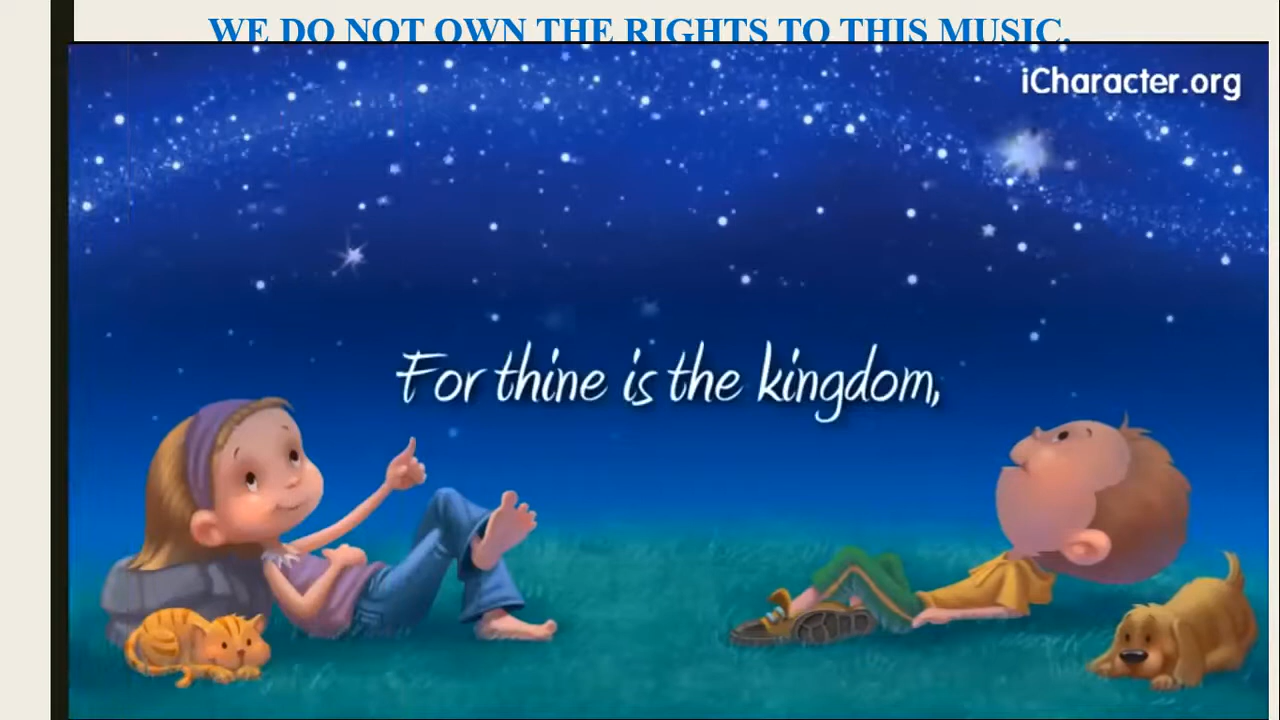 WE DO NOT OWN THE RIGHTS TO THIS MUSIC.
iCharacter.org
For thine is the kingdom,